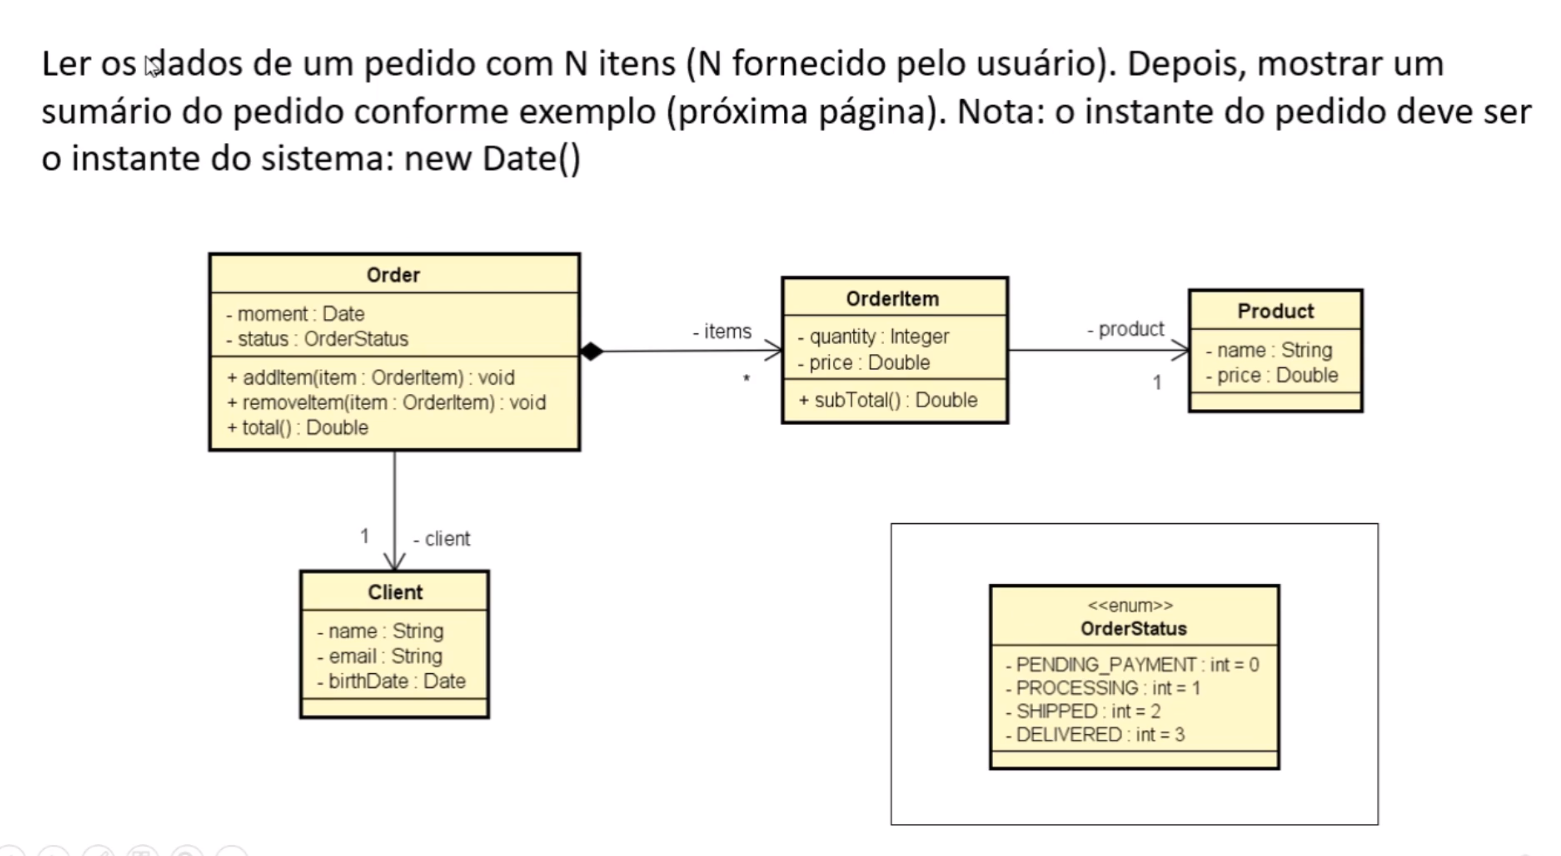 Ler os dados de um pedido com N itens (N fornecido pelo usuário). Depois, mostrar um
sumário do pedido conforme exemplo (próxima página). Nota: o instante do pedido deve ser
o instante do sistema: new Date()
Order
- moment : Date
- status : OrderStatus
+ addItem(item : OrderItem) : void
+ removeItem(item : OrderItem) : void
+ total() : Double
- items
*
OrderItem
- quantity : Integer
- price : Double
+ subTotal() : Double
- product
1
Product
- name : String
- price : Double
1
- client
Client
- name : String
- email : String
- birthDate : Date
<<enum>>
OrderStatus
- PENDING_PAYMENT : int = 0
- PROCESSING : int = 1
- SHIPPED : int = 2
- DELIVERED : int = 3